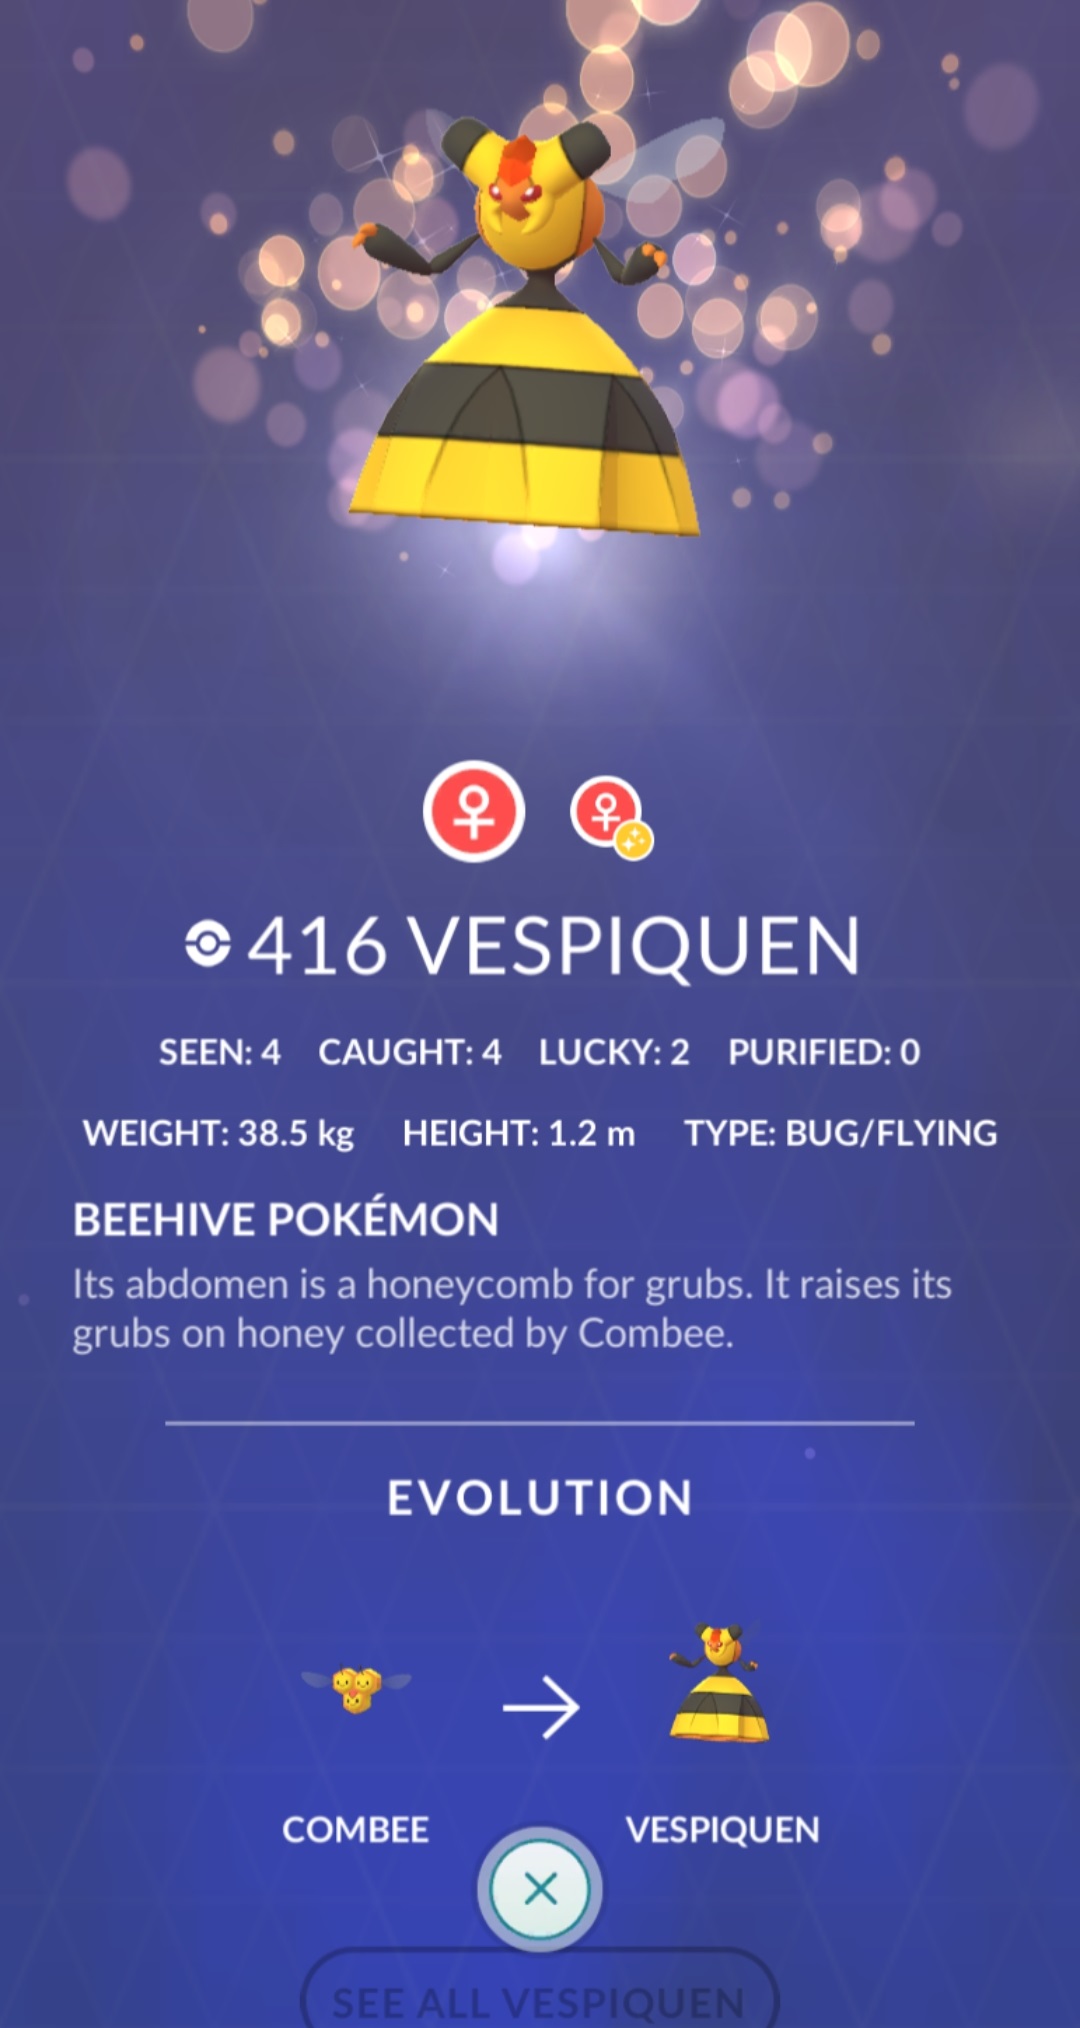 416 VESPIQUEN
SEEN: 4 CAUGHT: 4 LUCKY: 2 PURIFIED: 0
WEIGHT: 38.5 kg HEIGHT: 1.2 m TYPE: BUG/FLYING
BEEHIVE POKÉMON
Its abdomen is a honeycomb for grubs. It raises its
grubs on honey collected by Combee.
EVOLUTION
COMBEE VESPIQUEN
SEE ALL VESPIQUEN